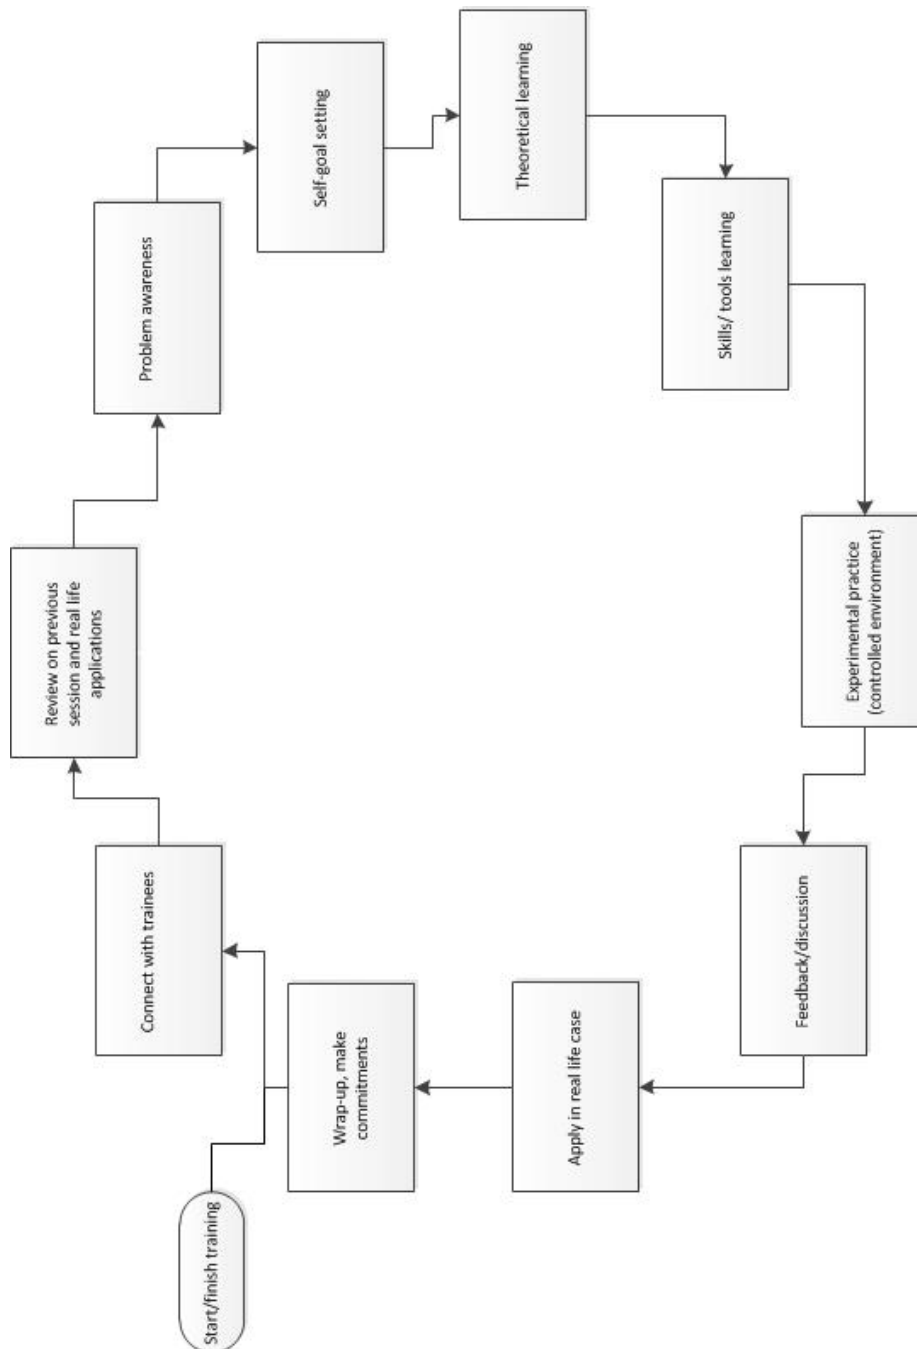 Start/finish training
Connect with trainees
Review on previous
session and real life
applications
Problem awareness
Self-goal setting
Theoretical learning
Skills/ tools learning
Experimental practice
(controlled environment)
Feedback/discussion
Apply in real life case
Wrap-up, make
commitments